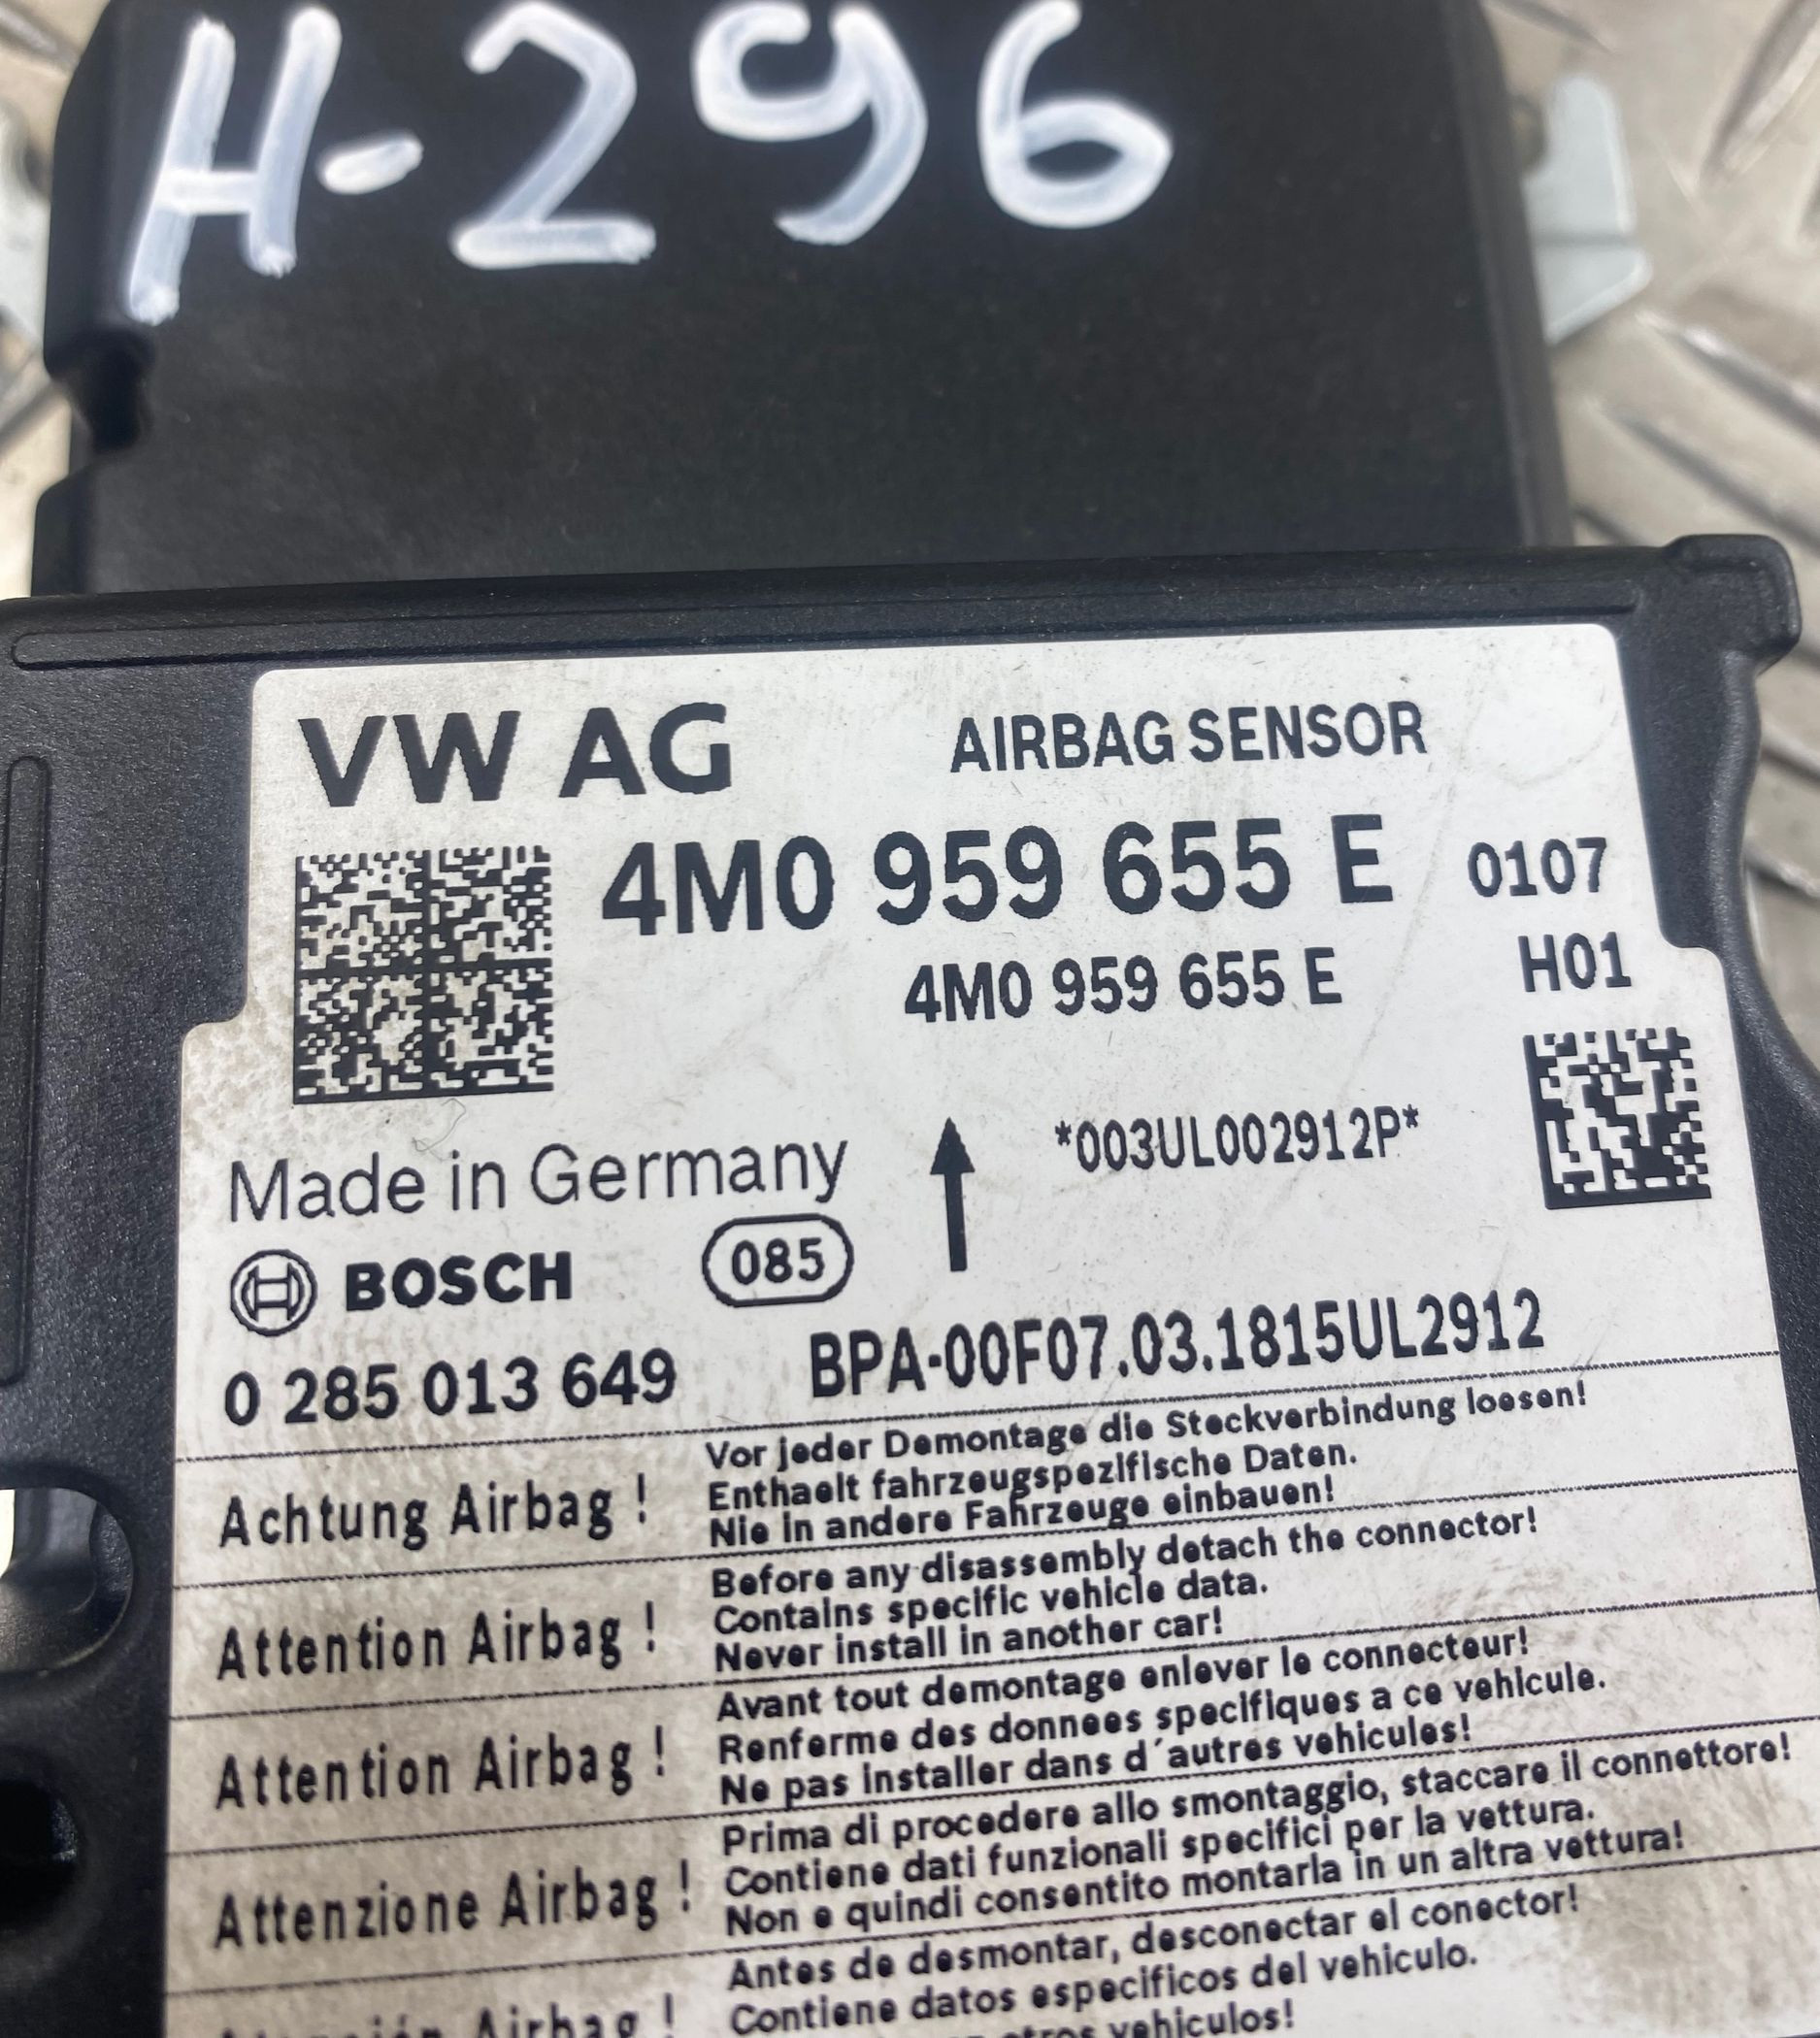 H-296
VW AG AIRBAG SENSOR
4M0 959 655 E 0107
4M0 959 655 E H01
Made in Germany *003UL002912P*
BOSCH 085
0 285 013 649 BPA-00F07.03.1815UL2912
Achtung Airbag !
Vor jeder Demontage die Steckverbindung loesen!
Enthaelt fahrzeugspezifische Daten.
Nie in andere Fahrzeuge einbauen!
Attention Airbag !
Before any disassembly detach the connector!
Contains specific vehicle data.
Never install in another car!
Attention Airbag !
Avant tout demontage enlever le connecteur!
Renferme des donnees specifiques a ce vehicule.
Ne pas installer dans d´autres vehicules!
Attenzione Airbag !
Prima di procedere allo smontaggio, staccare il connettore!
Contiene dati funzionali specifici per la vettura.
Non e quindi consentito montarla in un altra vettura!
Airbag !
Antes de desmontar, desconectar el conector!
Contiene datos especificos del vehiculo.
otros vehiculos!